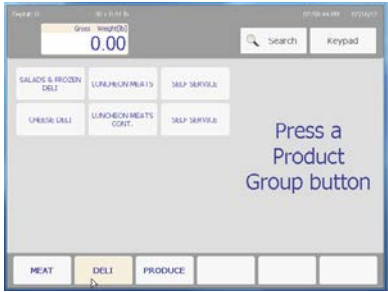 Gross Weight[lb]
0.00
Search
Keypad
SALADS & FROZEN
DELI
LUNCHEON MEATS
SELF SERVICE
CHEESE DELI
LUNCHEON MEATS
CONT.
SELF SERVICE
Press a
Product
Group button
MEAT
DELI
PRODUCE